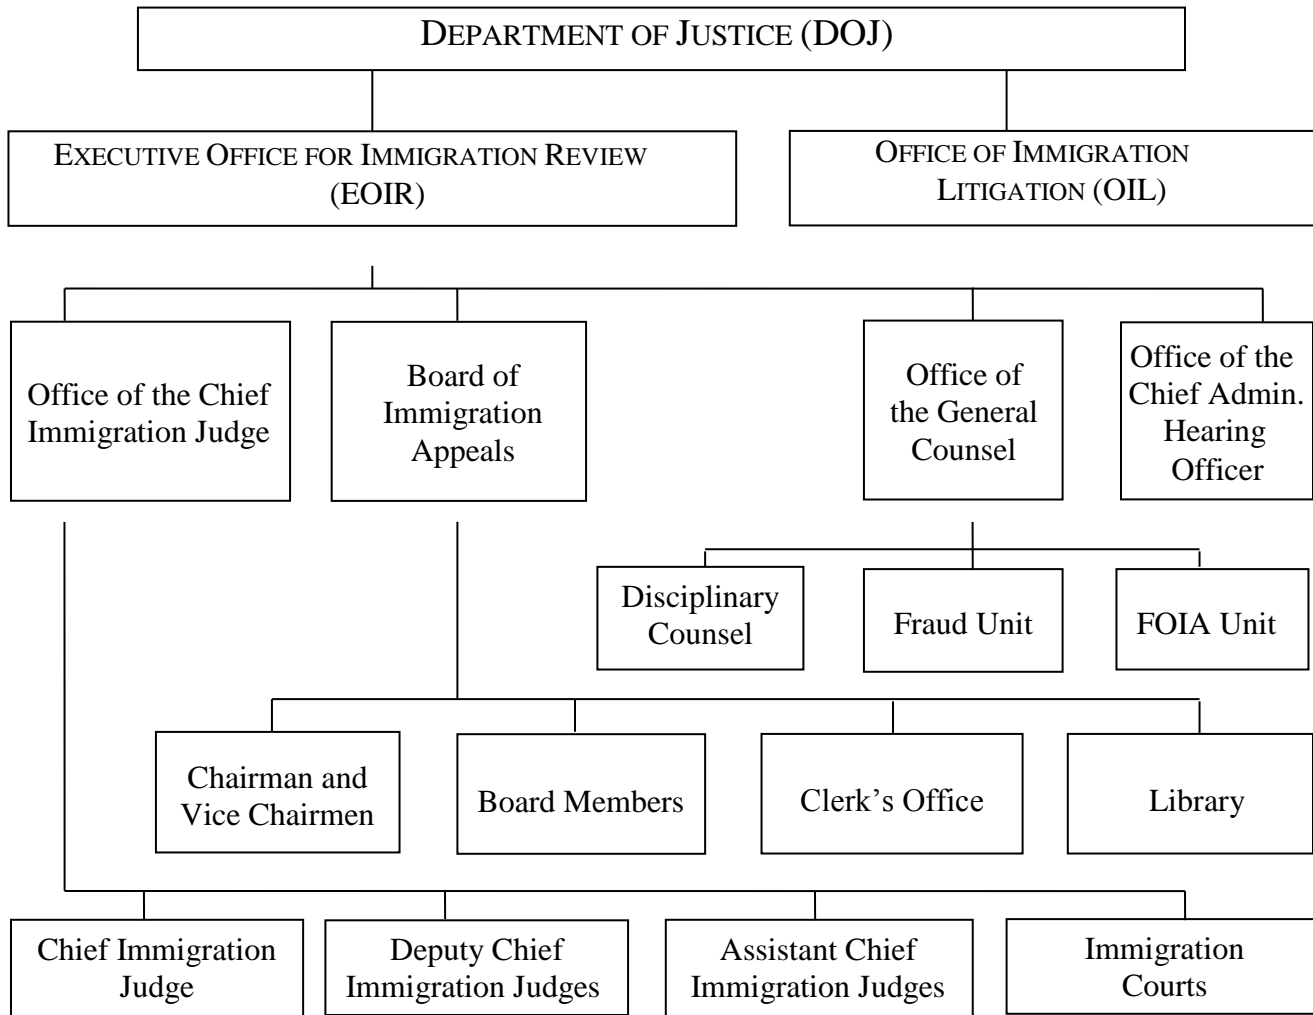 DEPARTMENT OF JUSTICE (DOJ)
EXECUTIVE OFFICE FOR IMMIGRATION REVIEW
(EOIR)
OFFICE OF IMMIGRATION
LITIGATION (OIL)
Office of the Chief
Immigration Judge
Board of
Immigration
Appeals
Office of
the General
Counsel
Office of the
Chief Admin.
Hearing
Officer
Disciplinary
Counsel
Fraud Unit
FOIA Unit
Chairman and
Vice Chairmen
Board Members
Clerk’s Office
Library
Chief Immigration
Judge
Deputy Chief
Immigration Judges
Assistant Chief
Immigration Judges
Immigration
Courts